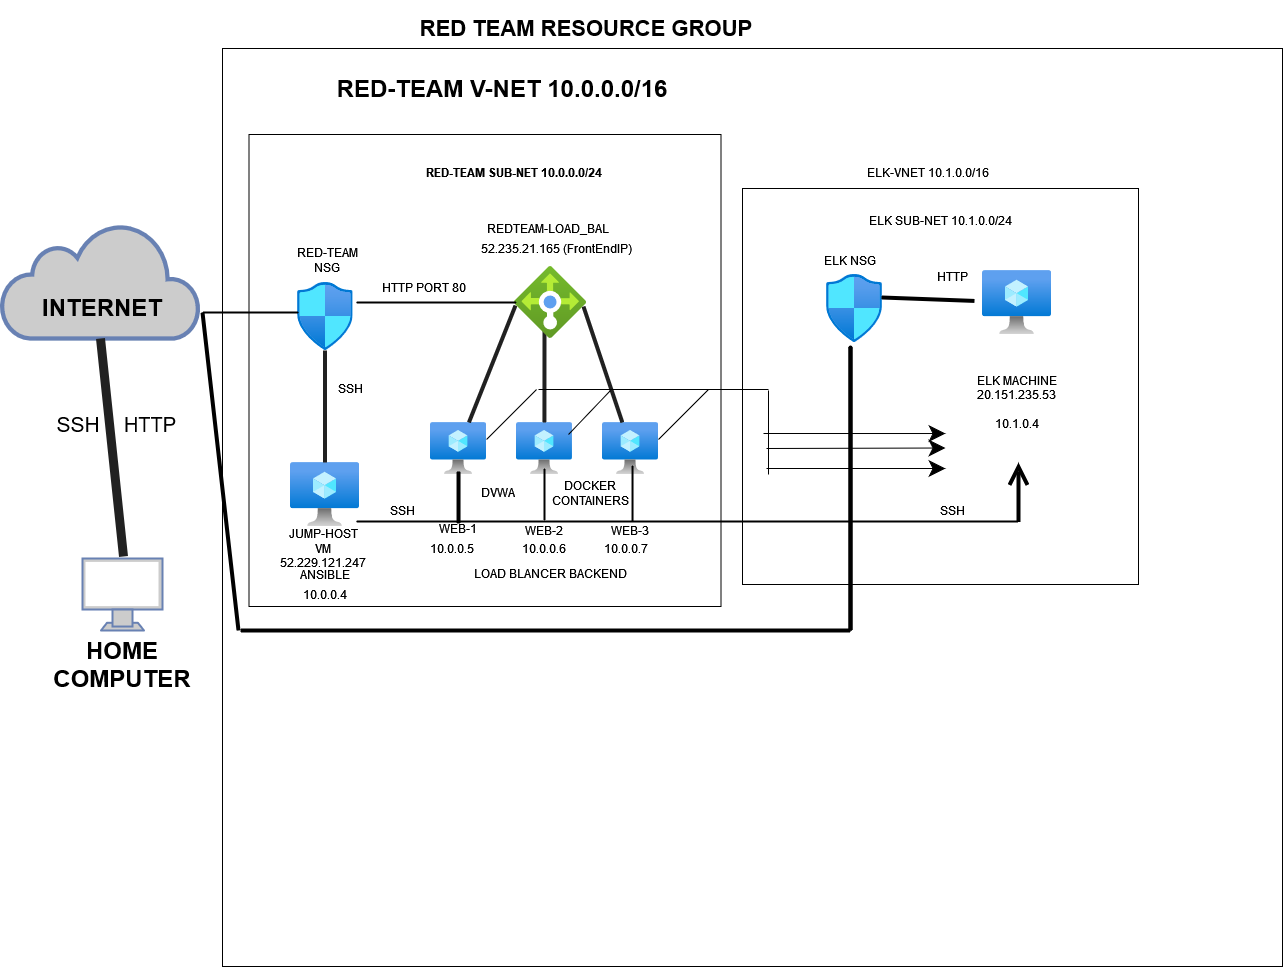 RED TEAM RESOURCE GROUP
RED-TEAM V-NET 10.0.0.0/16
RED-TEAM SUB-NET 10.0.0.0/24
ELK-VNET 10.1.0.0/16
ELK SUB-NET 10.1.0.0/24
REDTEAM-LOAD_BAL
52.235.21.165 (FrontEndIP)
RED-TEAM
NSG
ELK NSG
HTTP
HTTP PORT 80
INTERNET
SSH
ELK MACHINE
20.151.235.53
10.1.0.4
SSH
HTTP
DVWA
DOCKER
CONTAINERS
SSH
SSH
JUMP-HOST
VM
52.229.121.247
ANSIBLE
10.0.0.4
WEB-1
10.0.0.5
WEB-2
10.0.0.6
WEB-3
10.0.0.7
LOAD BLANCER BACKEND
HOME
COMPUTER